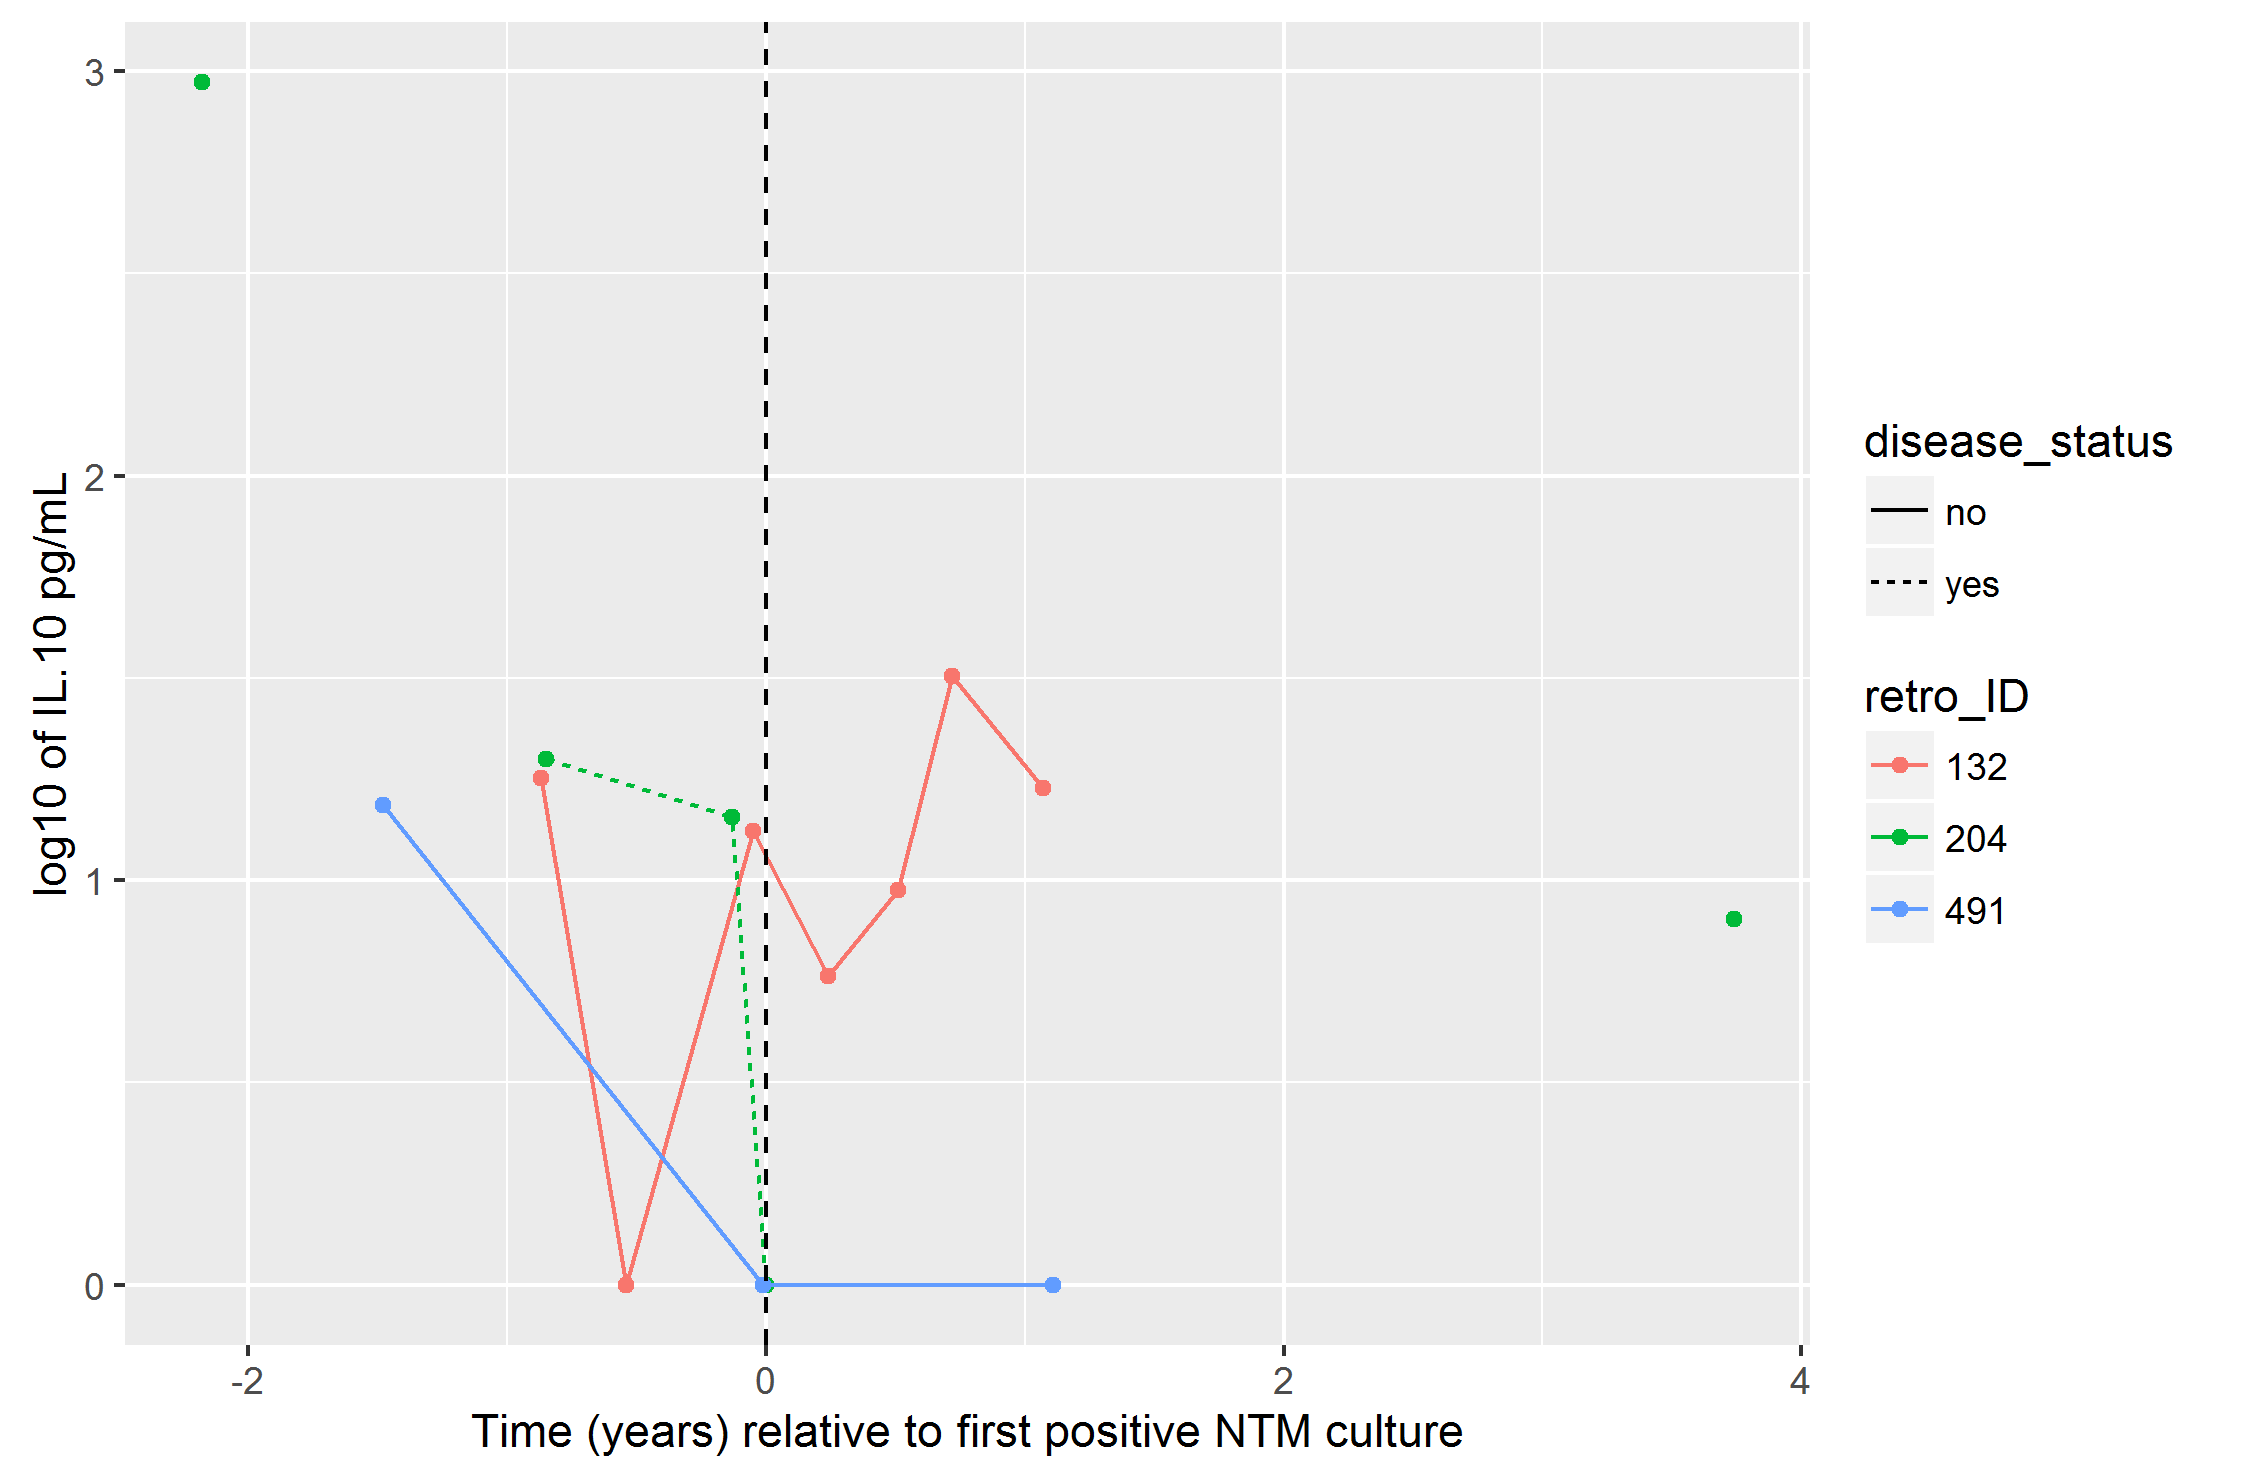 log10 of IL.10 pg/mL
3
2
1
0
-2
0
2
4
Time (years) relative to first positive NTM culture
disease_status
no
yes
retro_ID
132
204
491